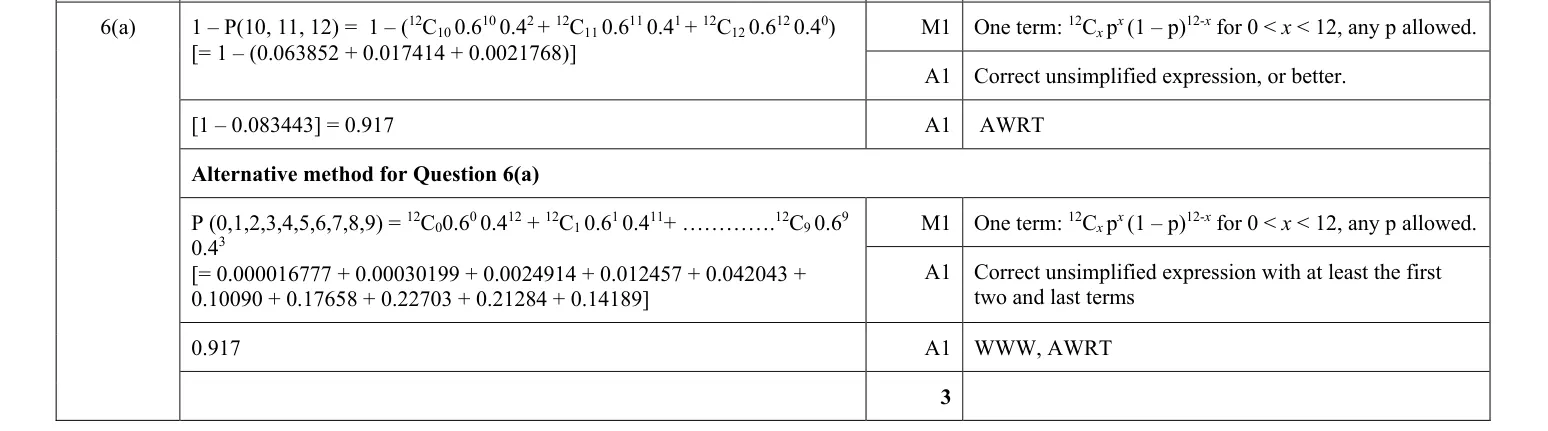 6(a)
1 – P(10, 11, 12) = 1 – (¹²C₁₀ 0.6¹⁰ 0.4² + ¹²C₁₁ 0.6¹¹ 0.4¹ + ¹²C₁₂ 0.6¹² 0.4⁰)
[= 1 – (0.063852 + 0.017414 + 0.0021768)]
M1
One term: ¹²Cₓ pˣ (1 – p)¹²⁻ˣ for 0 < x < 12, any p allowed.
A1
Correct unsimplified expression, or better.
[1 – 0.083443] = 0.917
A1
AWRT
Alternative method for Question 6(a)
P (0,1,2,3,4,5,6,7,8,9) = ¹²C₀0.6⁰ 0.4¹² + ¹²C₁ 0.6¹ 0.4¹¹+ ………….¹²C₉ 0.6⁹
0.4³
[= 0.000016777 + 0.00030199 + 0.0024914 + 0.012457 + 0.042043 +
0.10090 + 0.17658 + 0.22703 + 0.21284 + 0.14189]
M1
One term: ¹²Cₓ pˣ (1 – p)¹²⁻ˣ for 0 < x < 12, any p allowed.
A1
Correct unsimplified expression with at least the first
two and last terms
0.917
A1
WWW, AWRT
3